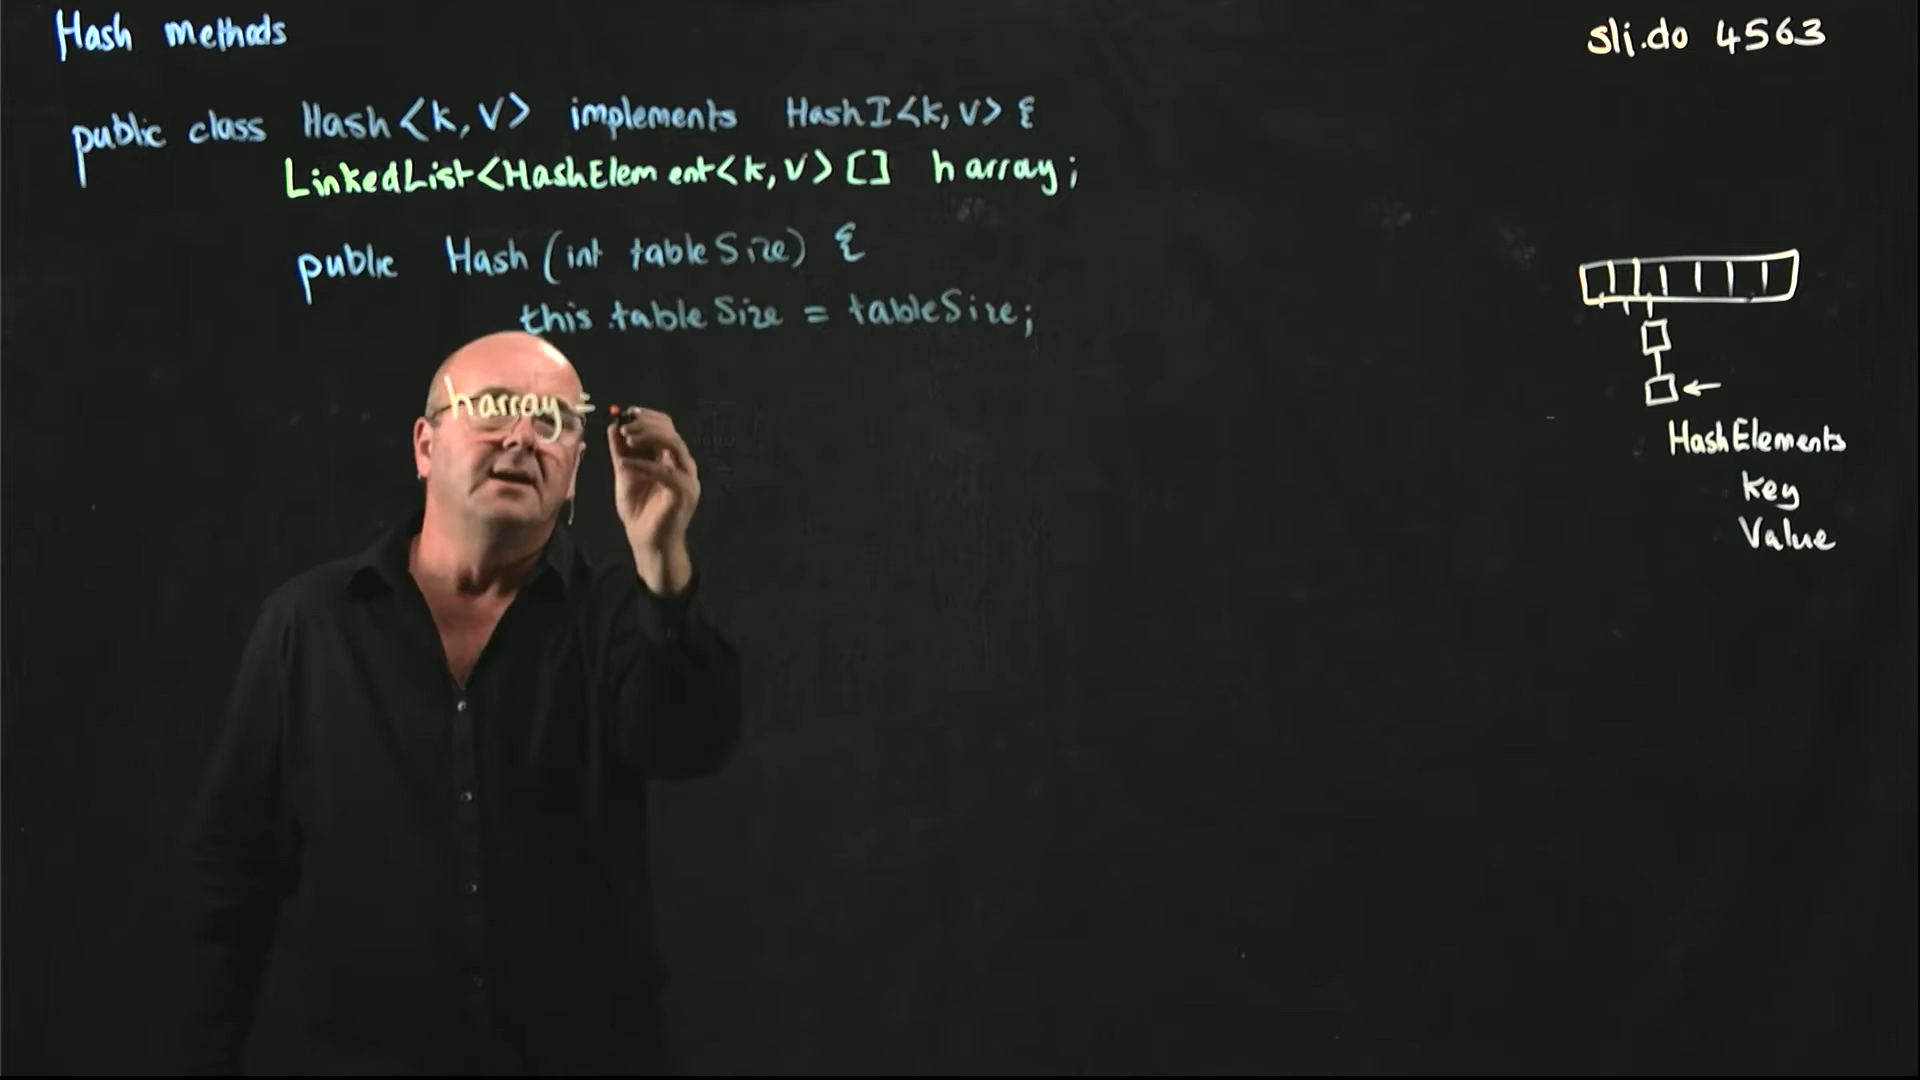 Hash methods
sli.do 4563
public class Hash<K,V> implements HashI<K,V> {
LinkedList<HashElement<K,V>[] harray;
public Hash(int tableSize) {
this.tableSize = tableSize;
harray =
HashElements
key
Value